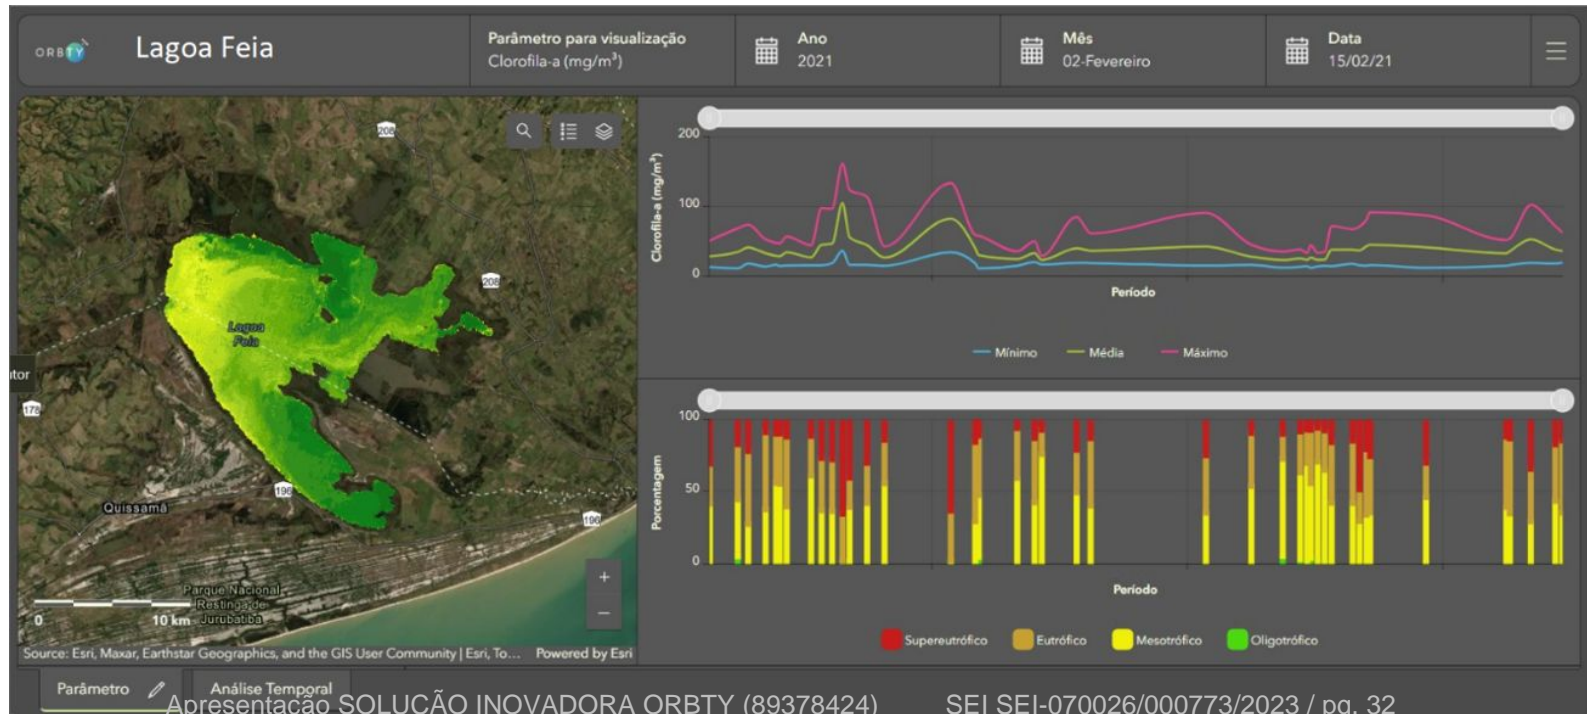 ORBTY
Lagoa Feia
Parâmetro para visualização
Clorofila-a (mg/m³)
Ano
2021
Mês
02-Fevereiro
Data
15/02/21
208
208
Lagoa
Feia
tor
178
196
196
Quissamã
Parque Nacional
Restinga de
Jurubatiba
0
10 km
+
−
Source: Esri, Maxar, Earthstar Geographics, and the GIS User Community | Esri, To...
Powered by Esri
Clorofila-a (mg/m³)
200
100
0
Período
Mínimo
Média
Máximo
Porcentagem
100
50
0
Período
Supereutrófico
Eutrófico
Mesotrófico
Oligotrófico
Parâmetro
Análise Temporal
Apresentação SOLUÇÃO INOVADORA ORBTY (89378424)
SEI SEI-070026/000773/2023 / pg. 32